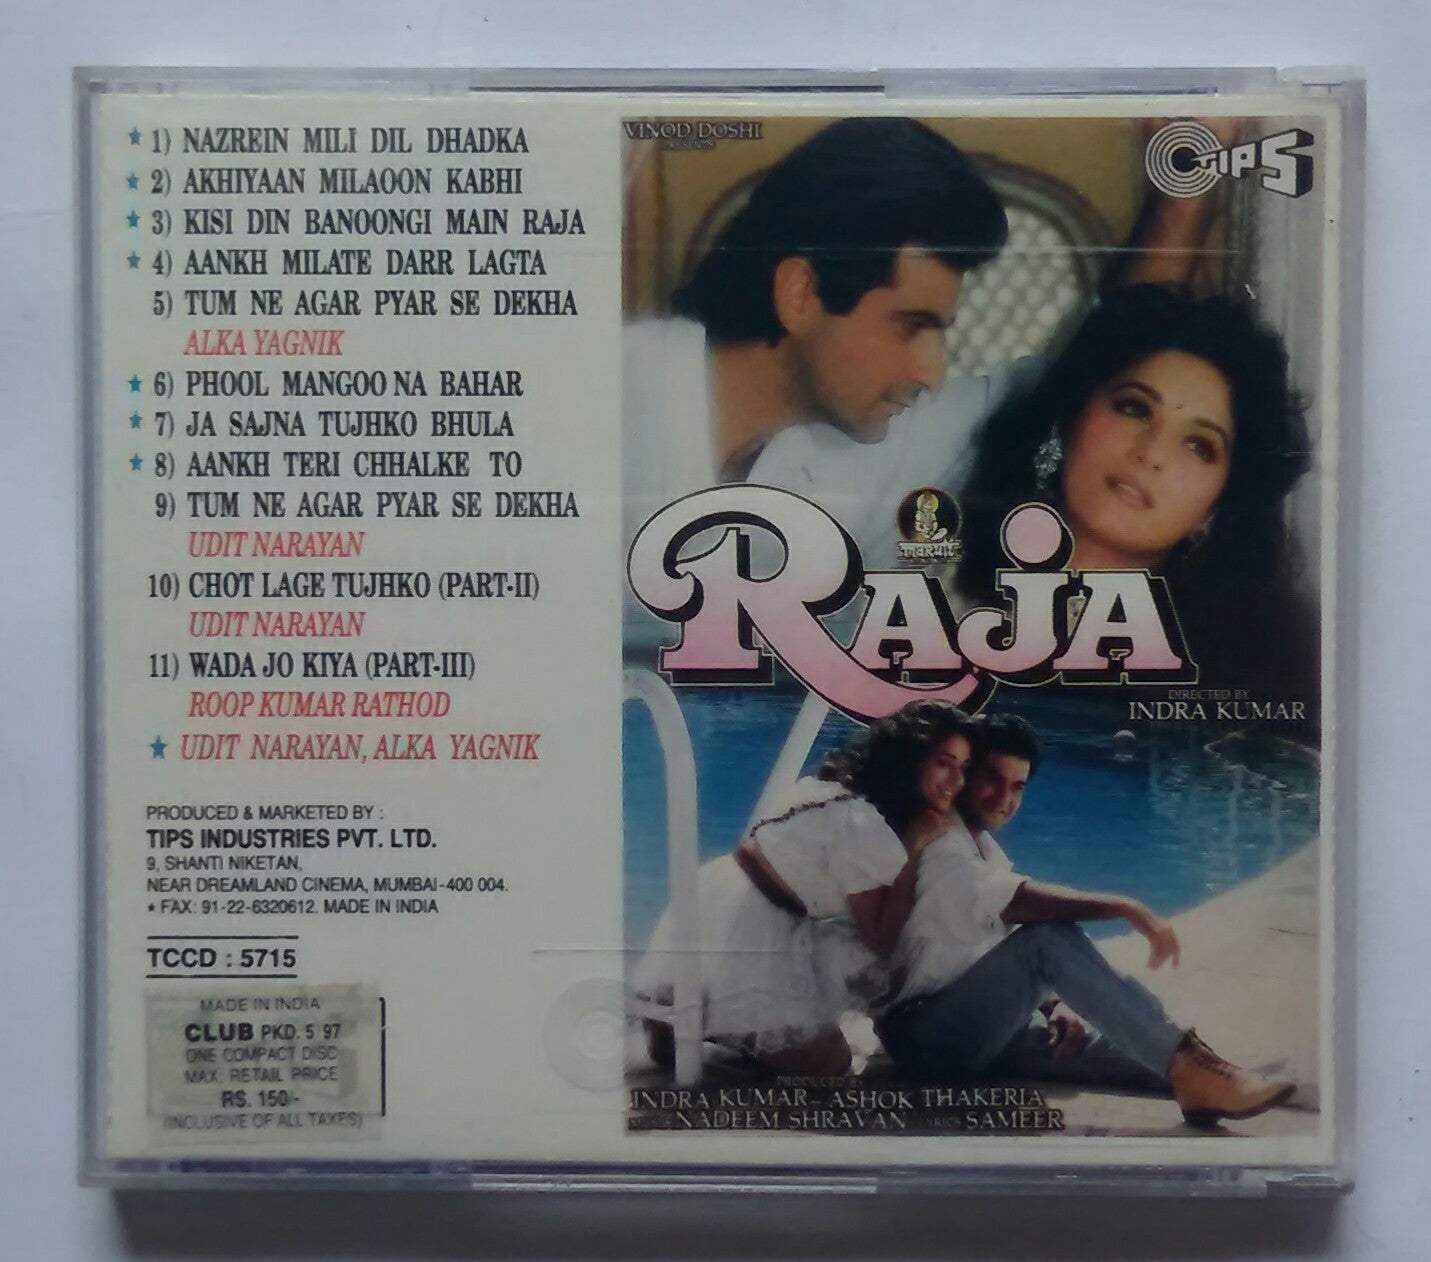 ★ 1) NAZREIN MILI DIL DHADKA
★ 2) AKHIYAAN MILAOON KABHI
★ 3) KISI DIN BANOONGI MAIN RAJA
★ 4) AANKH MILATE DARR LAGTA
5) TUM NE AGAR PYAR SE DEKHA
ALKA YAGNIK
★ 6) PHOOL MANGOO NA BAHAR
★ 7) JA SAJNA TUJHKO BHULA
★ 8) AANKH TERI CHHALKE TO
9) TUM NE AGAR PYAR SE DEKHA
UDIT NARAYAN
10) CHOT LAGE TUJHKO (PART-II)
UDIT NARAYAN
11) WADA JO KIYA (PART-III)
ROOP KUMAR RATHOD
★ UDIT NARAYAN, ALKA YAGNIK
PRODUCED & MARKETED BY :
TIPS INDUSTRIES PVT. LTD.
9, SHANTI NIKETAN,
NEAR DREAMLAND CINEMA, MUMBAI-400 004.
★ FAX: 91-22-6320612. MADE IN INDIA
TCCD : 5715
MADE IN INDIA
CLUB PKD. 5 97
ONE COMPACT DISC
MAX. RETAIL PRICE
RS. 150/-
(INCLUSIVE OF ALL TAXES)
VINOD DOSHI
PRESENTS
TIPS
maruti
RAJA
DIRECTED BY
INDRA KUMAR
PRODUCED BY
INDRA KUMAR - ASHOK THAKERIA
MUSIC NADEEM SHRAVAN LYRICS SAMEER